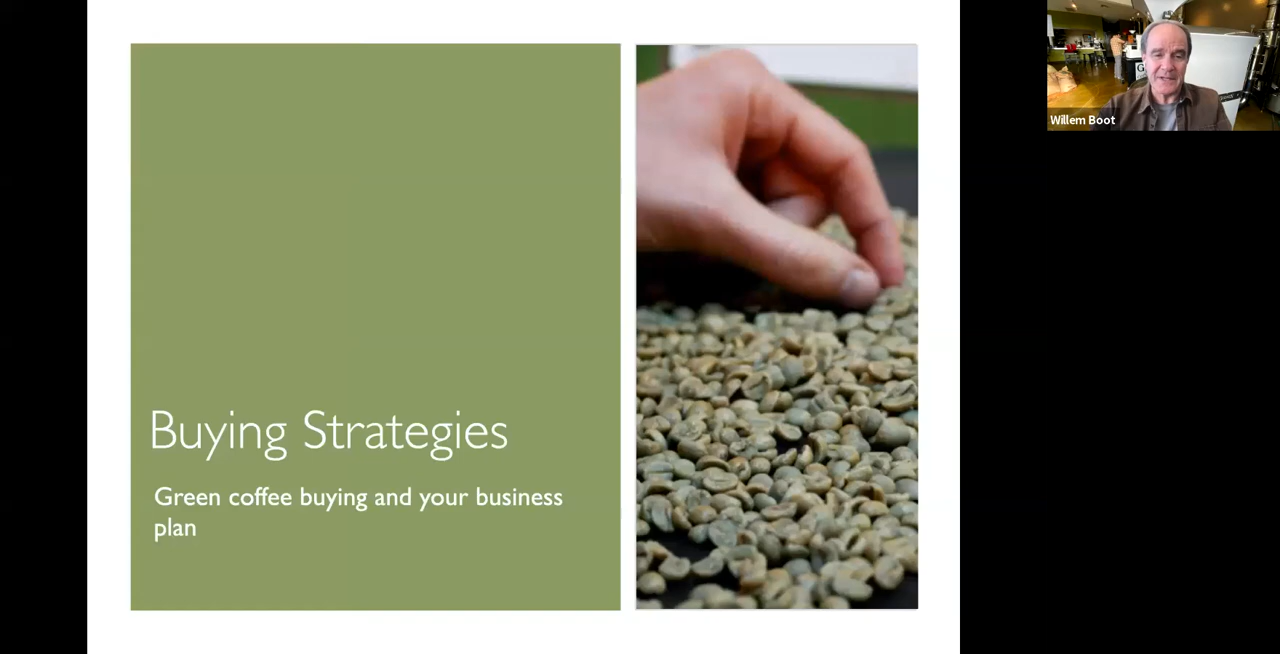 Buying Strategies
Green coffee buying and your business
plan
Willem Boot